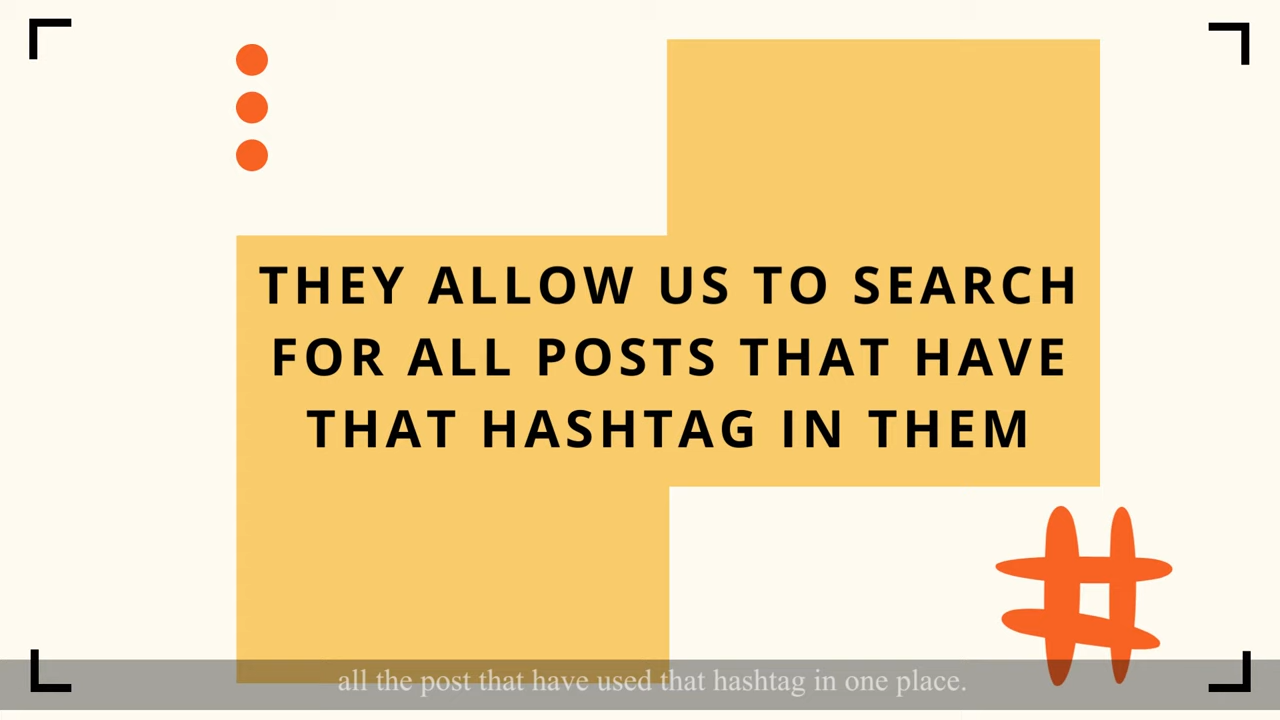 THEY ALLOW US TO SEARCH
FOR ALL POSTS THAT HAVE
THAT HASHTAG IN THEM
all the post that have used that hashtag in one place.